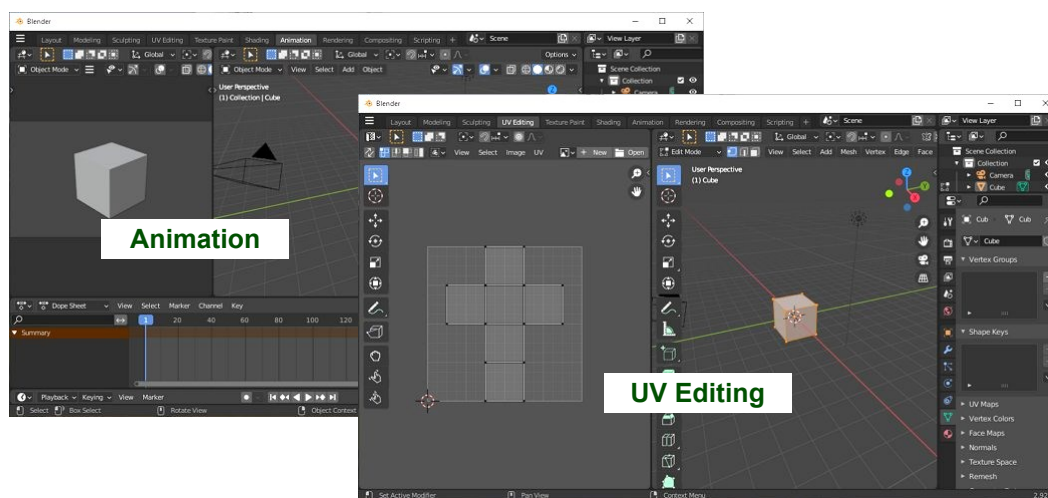 Blender
Layout Modeling Sculpting UV Editing Texture Paint Shading Animation Rendering Compositing Scripting + Scene View Layer
Global Options
Object Mode Object Mode View Select Add Object Scene Collection
User Perspective Collection
(1) Collection | Cube Camera
Animation
Dope Sheet View Select Marker Channel Key
1 20 40 60 80 100 120
Summary
Playback Keying View Marker
Select Box Select Rotate View Object Context
Blender
Layout Modeling Sculpting UV Editing Texture Paint Shading Animation Rendering Compositing Scripting + Scene View Layer
Global
View Select Image UV + New Open Edit Mode View Select Add Mesh Vertex Edge Face Scene Collection
User Perspective Collection
(1) Cube Camera
Cube
Cub Cub
Cube
Vertex Groups
Shape Keys
UV Editing
UV Maps
Vertex Colors
Face Maps
Normals
Texture Space
Remesh
Set Active Modifier Pan View Context Menu 2.92